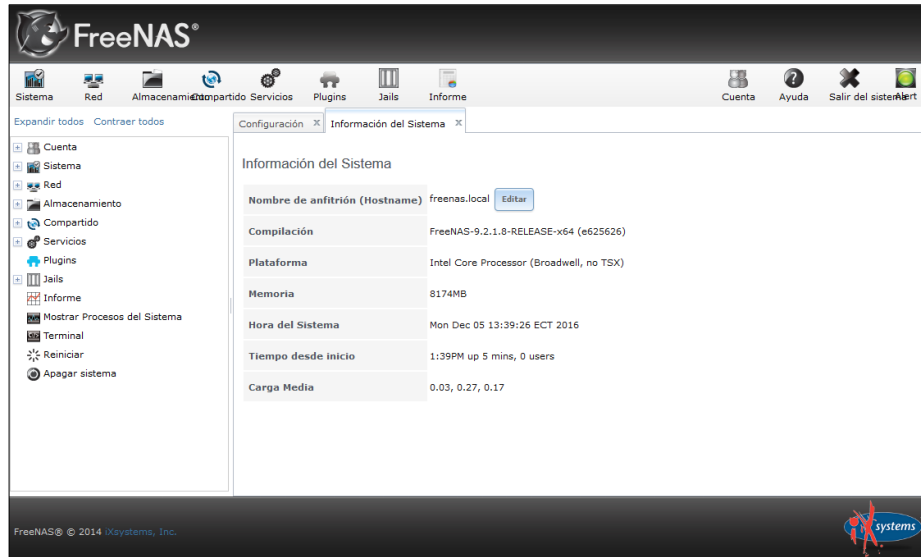 FreeNAS®
Sistema Red Almacenamiento Compartido Servicios Plugins Jails Informe Cuenta Ayuda Salir del sistema Alert
Expandir todos Contraer todos
Configuración X Información del Sistema X
Cuenta
Sistema
Red
Almacenamiento
Compartido
Servicios
Plugins
Jails
Informe
Mostrar Procesos del Sistema
Terminal
Reiniciar
Apagar sistema
Información del Sistema
Nombre de anfitrión (Hostname) freenas.local Editar
Compilación FreeNAS-9.2.1.8-RELEASE-x64 (e625626)
Plataforma Intel Core Processor (Broadwell, no TSX)
Memoria 8174MB
Hora del Sistema Mon Dec 05 13:39:26 ECT 2016
Tiempo desde inicio 1:39PM up 5 mins, 0 users
Carga Media 0.03, 0.27, 0.17
FreeNAS® © 2014 iXsystems, Inc.
iXsystems